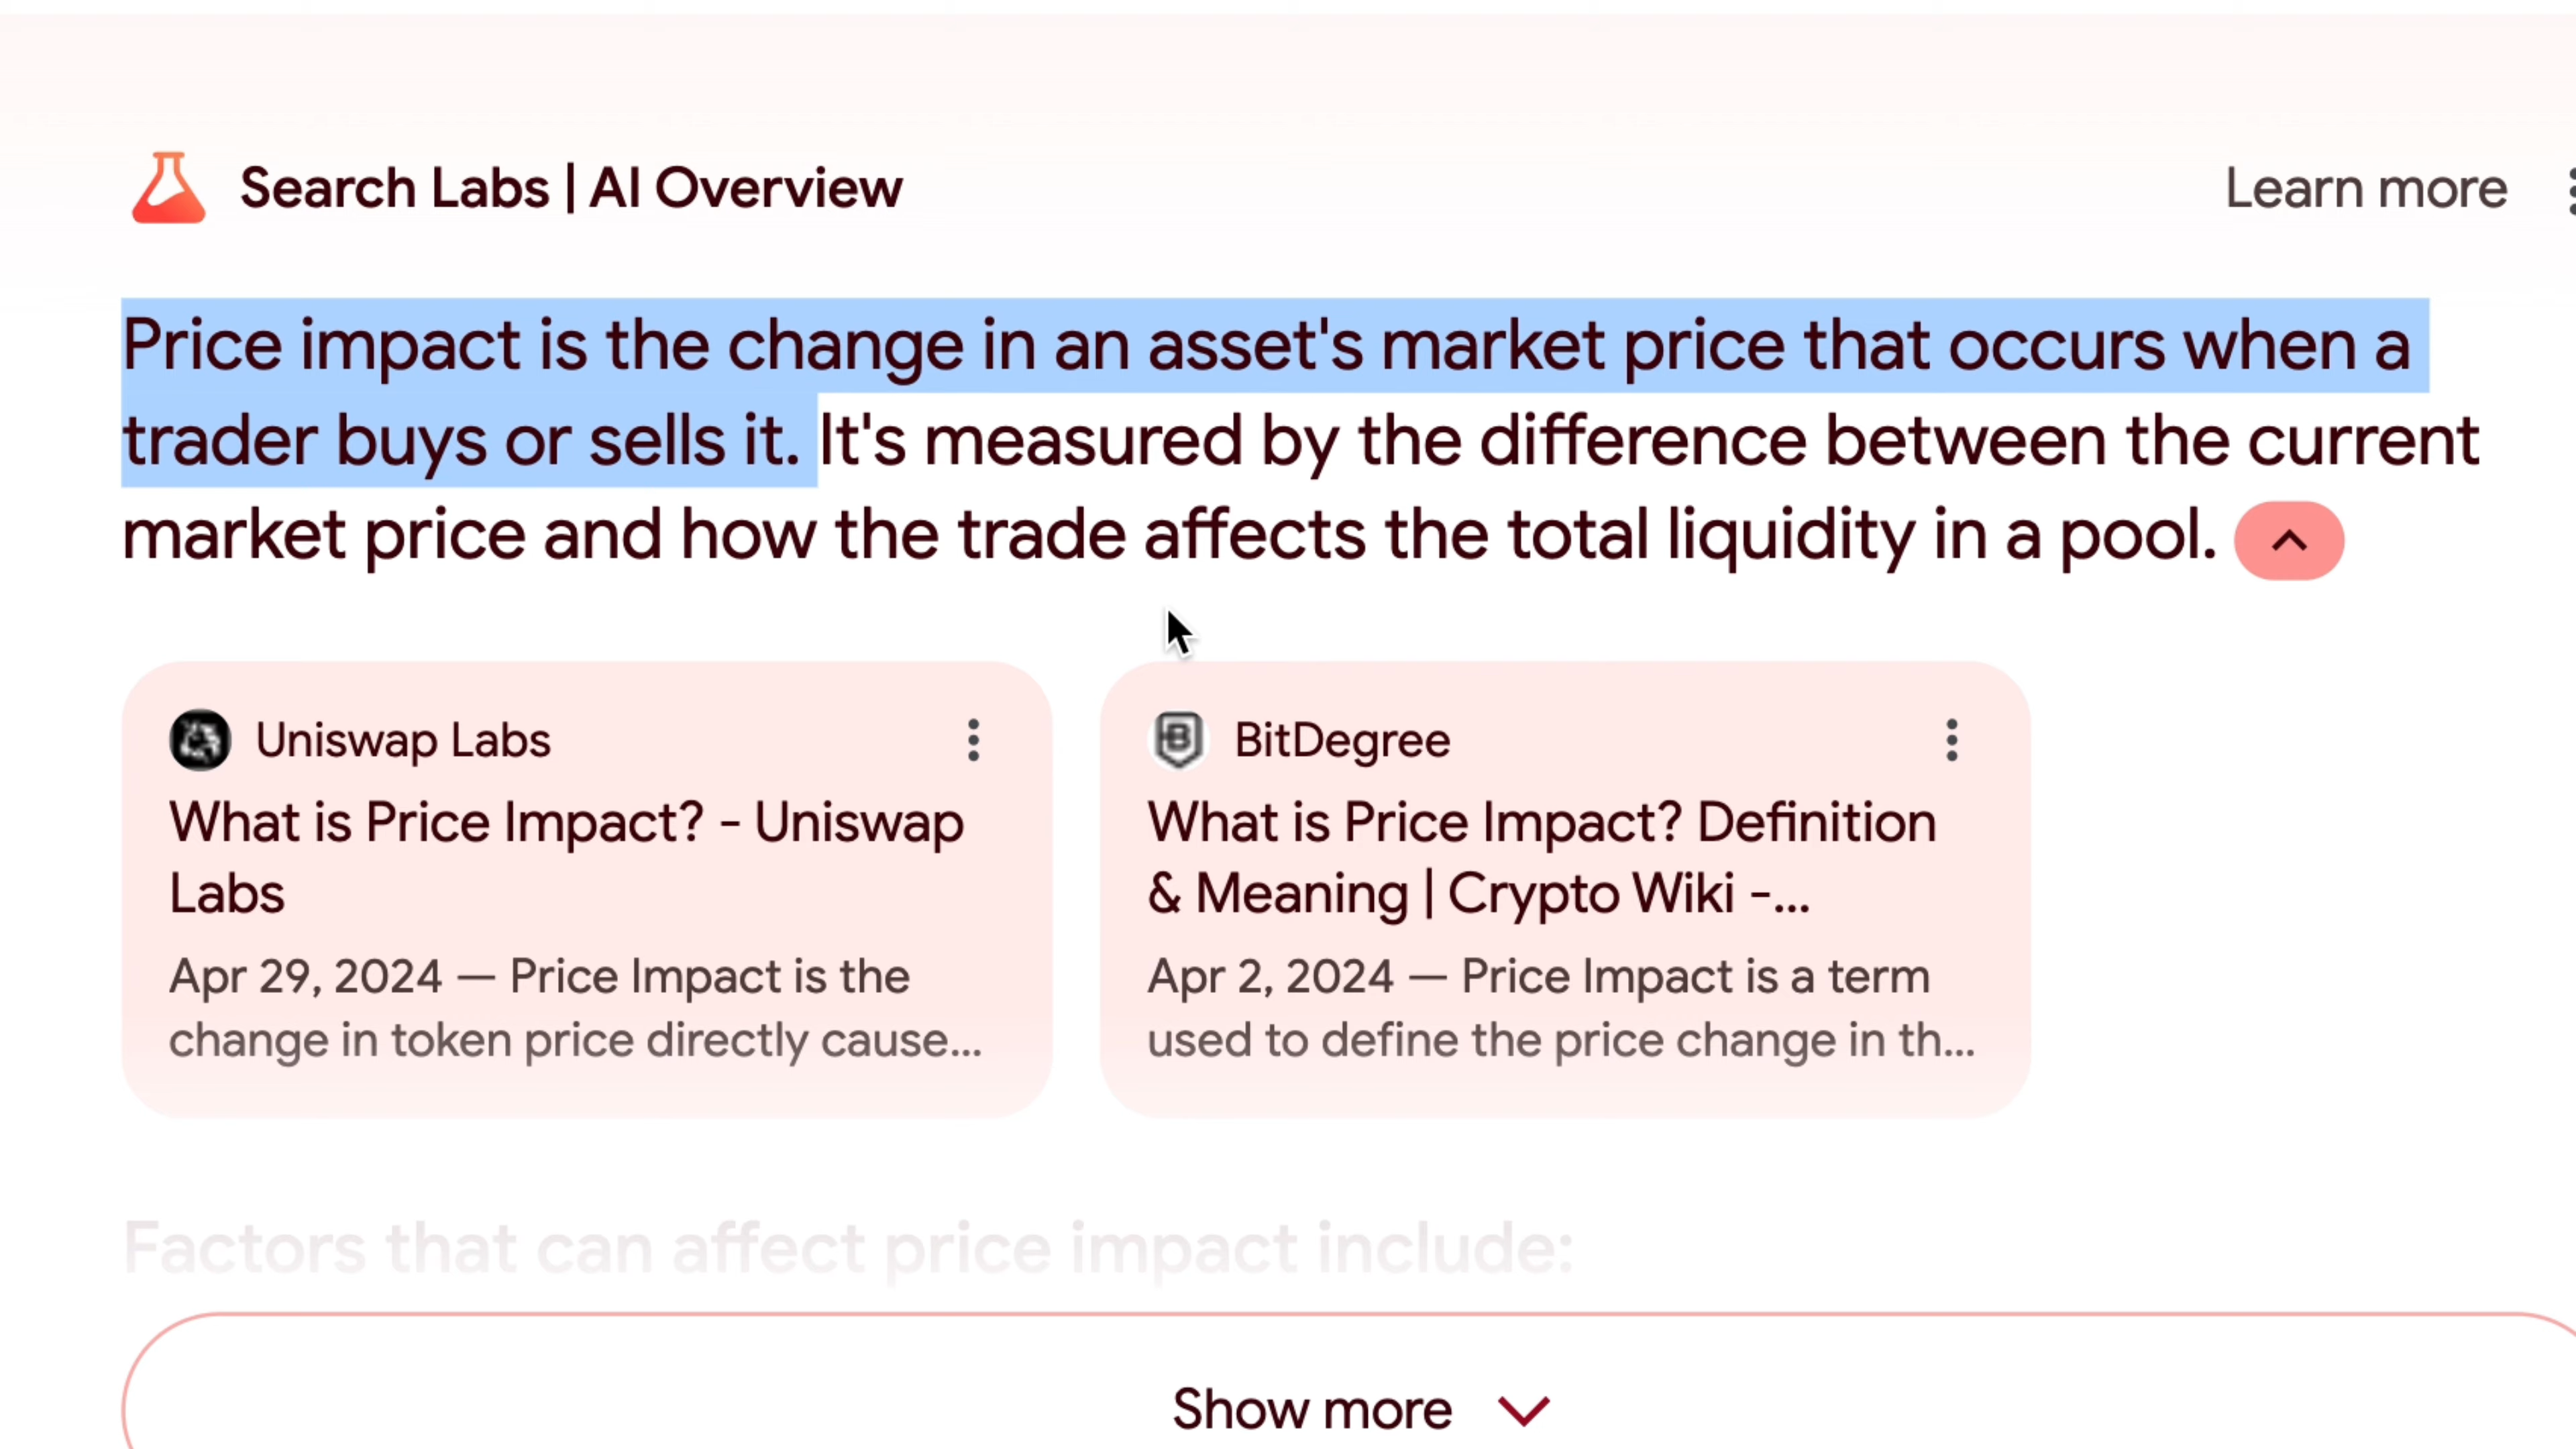 Search Labs | AI Overview
Learn more
Price impact is the change in an asset's market price that occurs when a
trader buys or sells it. It's measured by the difference between the current
market price and how the trade affects the total liquidity in a pool.
Uniswap Labs
What is Price Impact? - Uniswap
Labs
Apr 29, 2024 — Price Impact is the
change in token price directly cause...
BitDegree
What is Price Impact? Definition
& Meaning | Crypto Wiki -...
Apr 2, 2024 — Price Impact is a term
used to define the price change in th...
Factors that can affect price impact include:
Show more